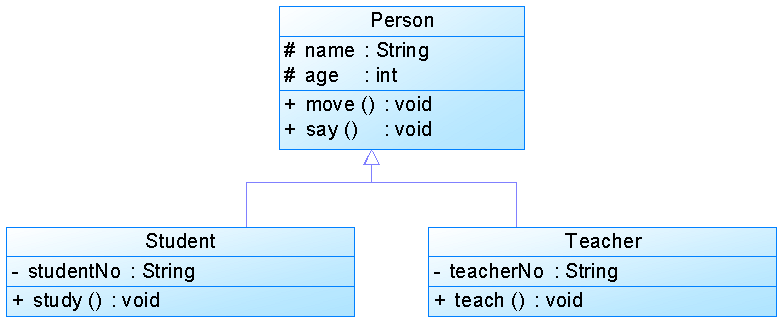 Person
# name : String
# age : int
+ move () : void
+ say () : void
Student
- studentNo : String
+ study () : void
Teacher
- teacherNo : String
+ teach () : void